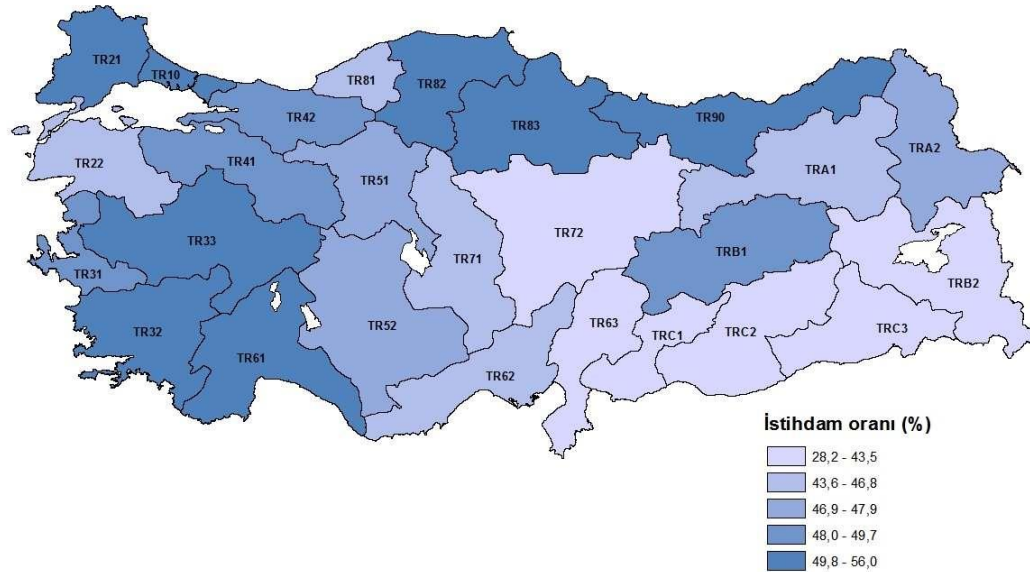 TR21
TR10
TR81
TR82
TR42
TR83
TR90
TRA2
TR22
TR41
TR51
TRA1
TR33
TR72
TRB1
TR31
TR71
TRB2
TR32
TR52
TR63
TRC1
TRC2
TRC3
TR61
TR62
İstihdam oranı (%)
28,2 - 43,5
43,6 - 46,8
46,9 - 47,9
48,0 - 49,7
49,8 - 56,0